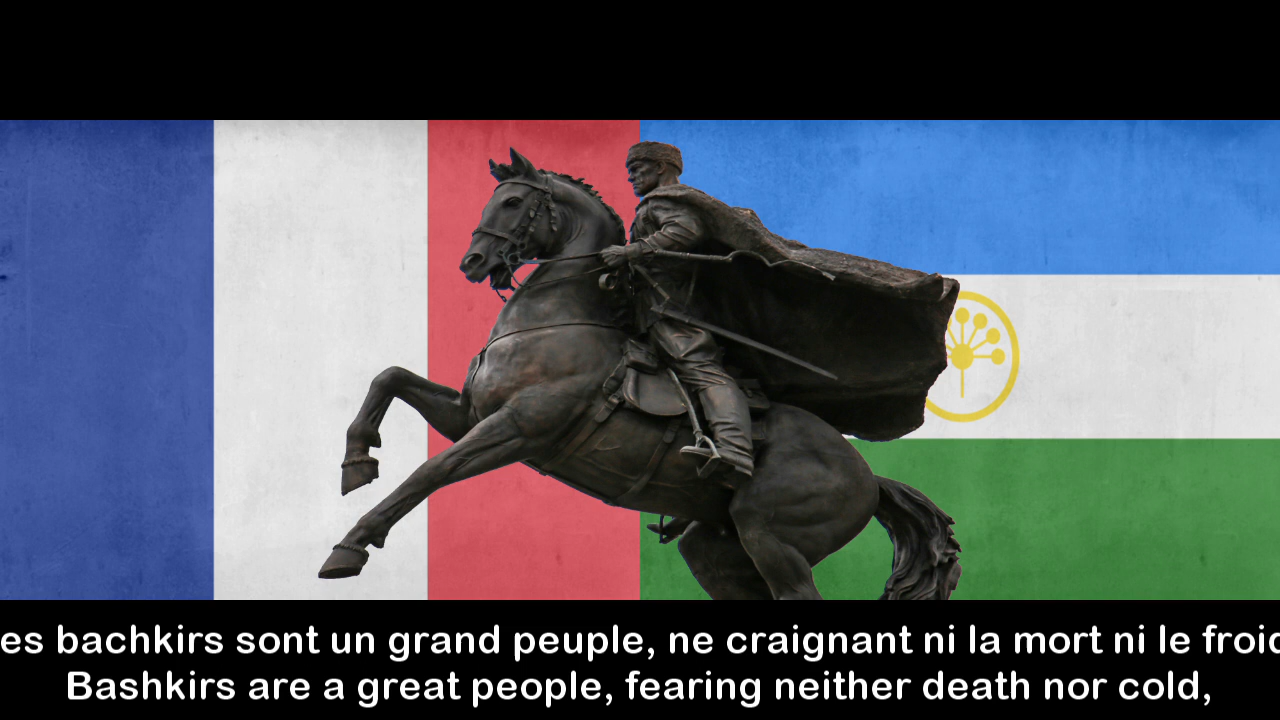 es bachkirs sont un grand peuple, ne craignant ni la mort ni le froid
Bashkirs are a great people, fearing neither death nor cold,